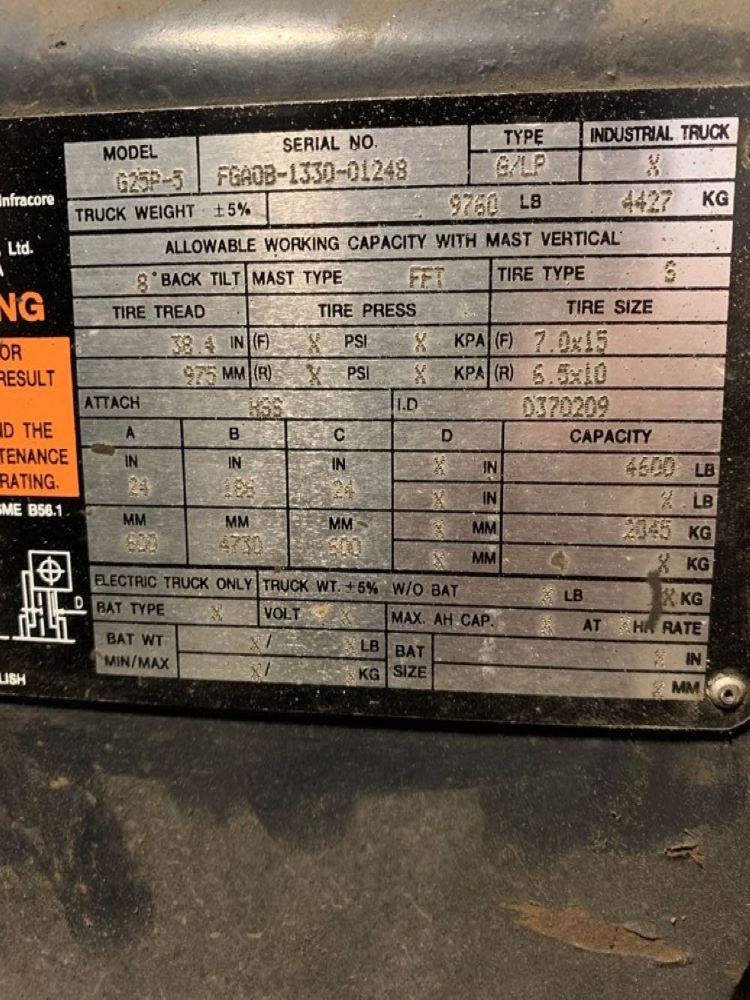 MODEL SERIAL NO. TYPE INDUSTRIAL TRUCK
G25P-5 FGA0B-1330-01248 G/LP X
nfracore
TRUCK WEIGHT ±5% 9760 LB 4427 KG
, Ltd.
A
ALLOWABLE WORKING CAPACITY WITH MAST VERTICAL
8° BACK TILT MAST TYPE FFT TIRE TYPE S
NG
TIRE TREAD TIRE PRESS TIRE SIZE
38.4 IN (F) X PSI X KPA (F) 7.0x15
975 MM (R) X PSI X KPA (R) 6.5x10
OR
RESULT
ATTACH HSS I.D 0370209
ND THE
TENANCE
RATING.
ME B56.1
A B C D CAPACITY
IN IN IN X IN 4600 LB
24 186 24 X IN X LB
MM MM MM X MM 2045 KG
600 4730 600 X MM X KG
ELECTRIC TRUCK ONLY TRUCK WT. ±5% W/O BAT X LB X KG
D
BAT TYPE X VOLT X MAX. AH CAP. X AT X HR RATE
BAT WT X/ X LB BAT X IN
MIN/MAX X/ X KG SIZE X MM
LISH